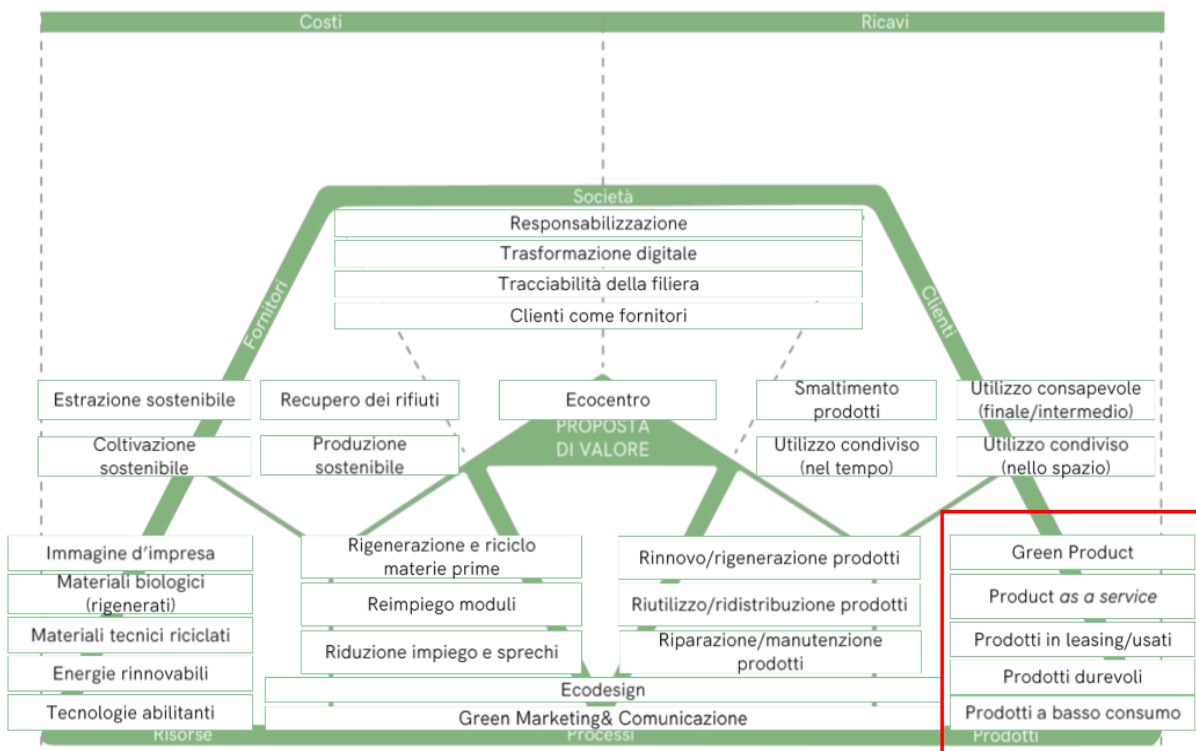 Costi
Ricavi
Società
Responsabilizzazione
Trasformazione digitale
Tracciabilità della filiera
Clienti come fornitori
Fornitori
Clienti
Estrazione sostenibile
Coltivazione
sostenibile
Recupero dei rifiuti
Produzione
sostenibile
Ecocentro
PROPOSTA
DI VALORE
Smaltimento
prodotti
Utilizzo condiviso
(nel tempo)
Utilizzo consapevole
(finale/intermedio)
Utilizzo condiviso
(nello spazio)
Immagine d'impresa
Materiali biologici
(rigenerati)
Materiali tecnici riciclati
Energie rinnovabili
Tecnologie abilitanti
Rigenerazione e riciclo
materie prime
Reimpiego moduli
Riduzione impiego e sprechi
Rinnovo/rigenerazione prodotti
Riutilizzo/ridistribuzione prodotti
Riparazione/manutenzione
prodotti
Ecodesign
Green Marketing& Comunicazione
Green Product
Product as a service
Prodotti in leasing/usati
Prodotti durevoli
Prodotti a basso consumo
Risorse
Processi
Prodotti